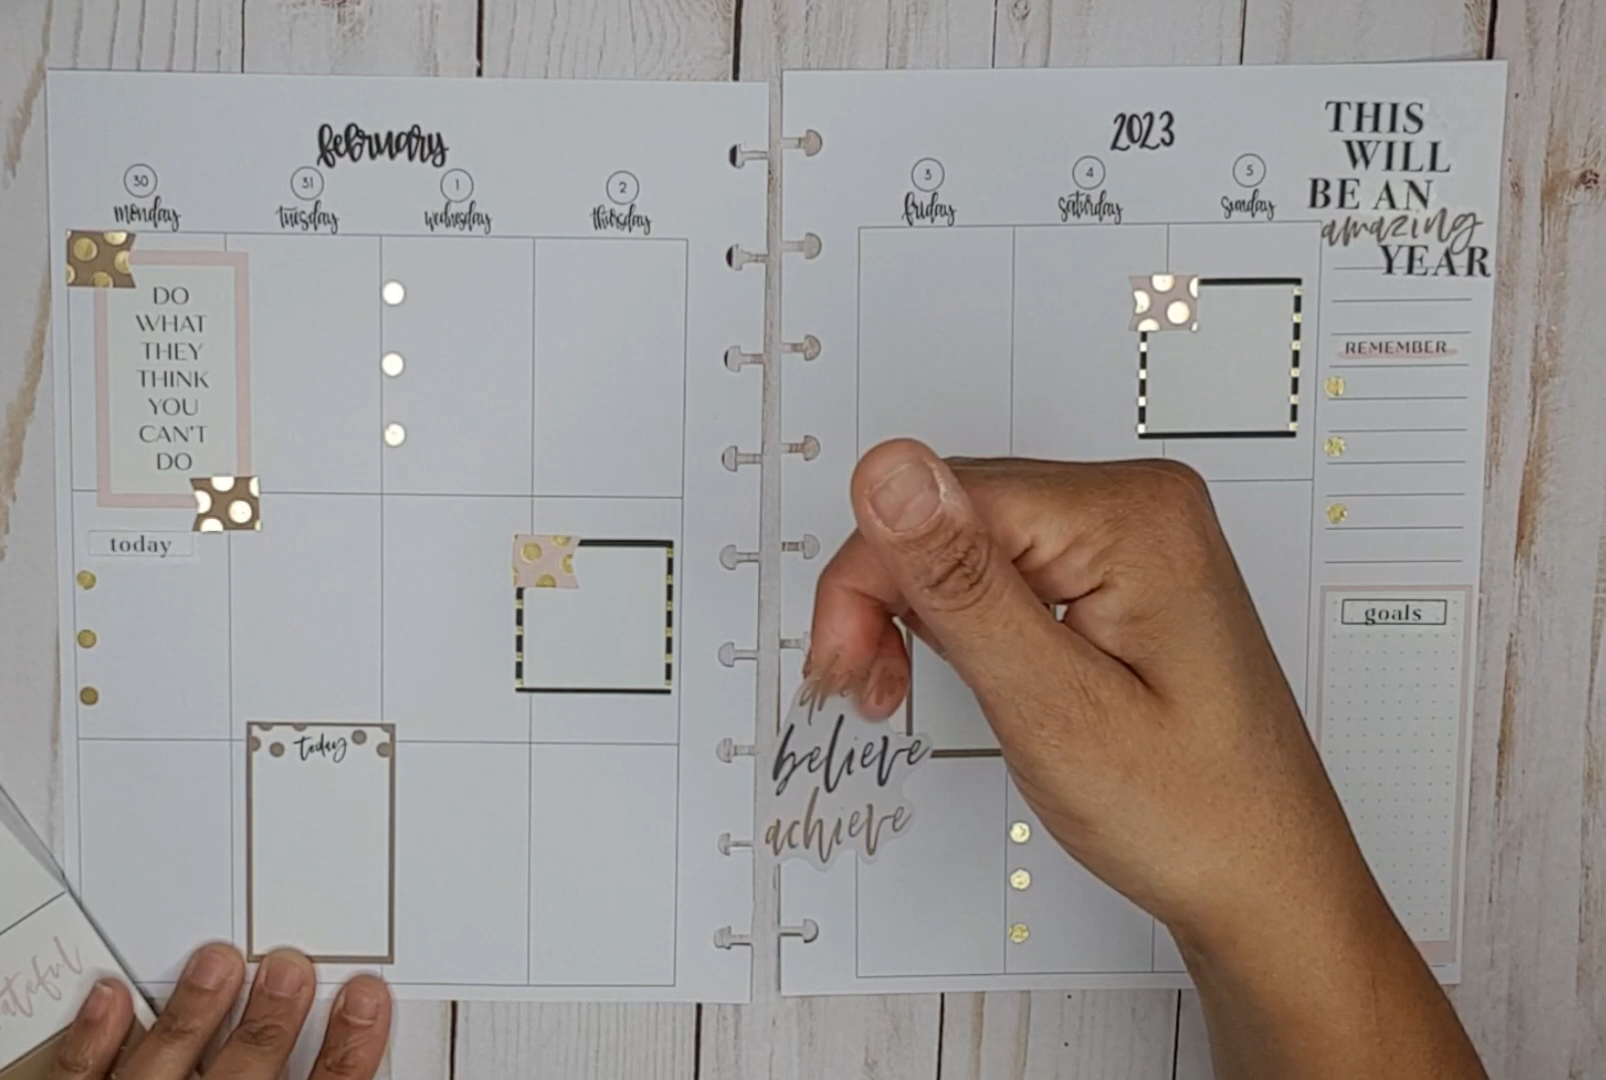 february
30
31
1
2
monday
tuesday
wednesday
thursday
DO
WHAT
THEY
THINK
YOU
CAN'T
DO
today
today
2023
3
4
5
friday
saturday
sunday
THIS
WILL
BE AN
amazing
YEAR
REMEMBER
goals
believe
achieve